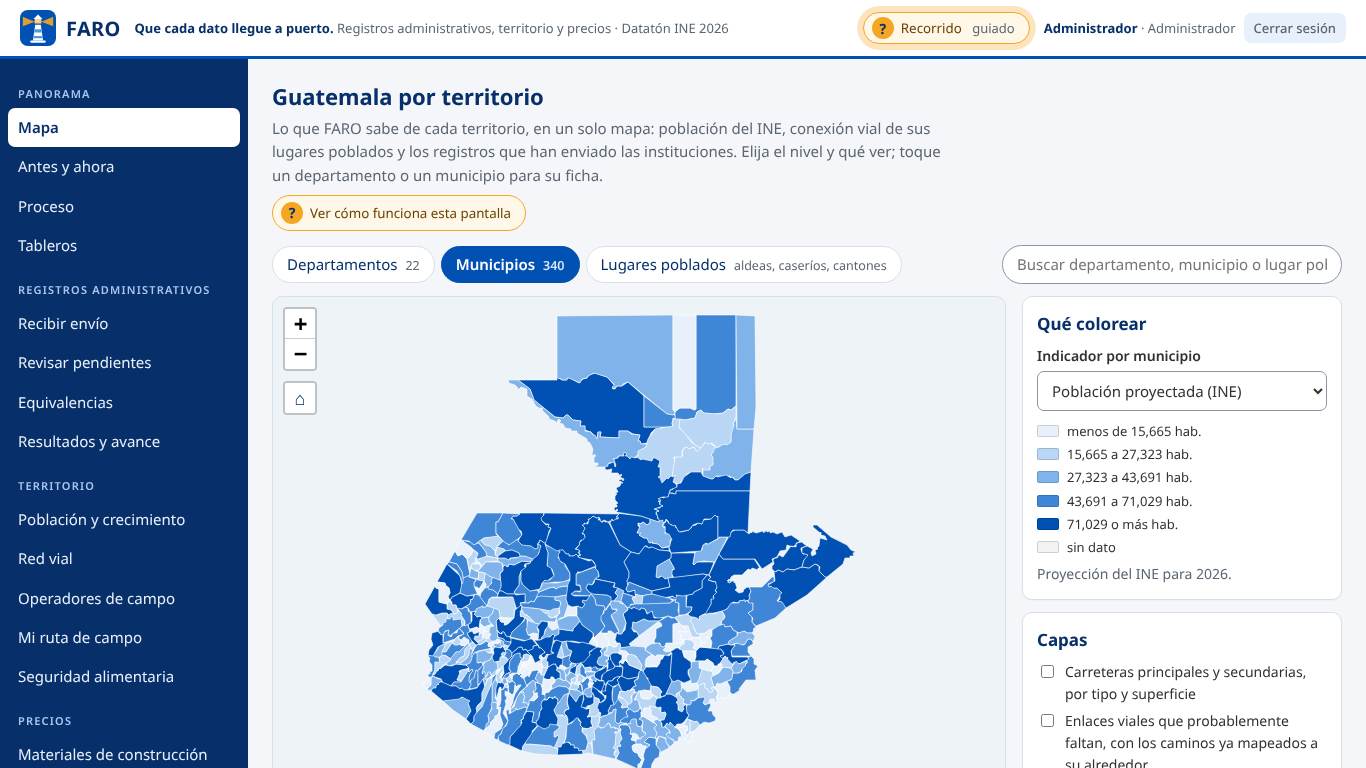 FARO
Que cada dato llegue a puerto. Registros administrativos, territorio y precios · Datatón INE 2026
? Recorrido guiado
Administrador · Administrador
Cerrar sesión
PANORAMA
Mapa
Antes y ahora
Proceso
Tableros
REGISTROS ADMINISTRATIVOS
Recibir envío
Revisar pendientes
Equivalencias
Resultados y avance
TERRITORIO
Población y crecimiento
Red vial
Operadores de campo
Mi ruta de campo
Seguridad alimentaria
PRECIOS
Materiales de construcción
Guatemala por territorio
Lo que FARO sabe de cada territorio, en un solo mapa: población del INE, conexión vial de sus
lugares poblados y los registros que han enviado las instituciones. Elija el nivel y qué ver; toque
un departamento o un municipio para su ficha.
? Ver cómo funciona esta pantalla
Departamentos 22
Municipios 340
Lugares poblados aldeas, caseríos, cantones
Buscar departamento, municipio o lugar pol
+
−
⌂
Qué colorear
Indicador por municipio
Población proyectada (INE)
menos de 15,665 hab.
15,665 a 27,323 hab.
27,323 a 43,691 hab.
43,691 a 71,029 hab.
71,029 o más hab.
sin dato
Proyección del INE para 2026.
Capas
Carreteras principales y secundarias,
por tipo y superficie
Enlaces viales que probablemente
faltan, con los caminos ya mapeados a
su alrededor